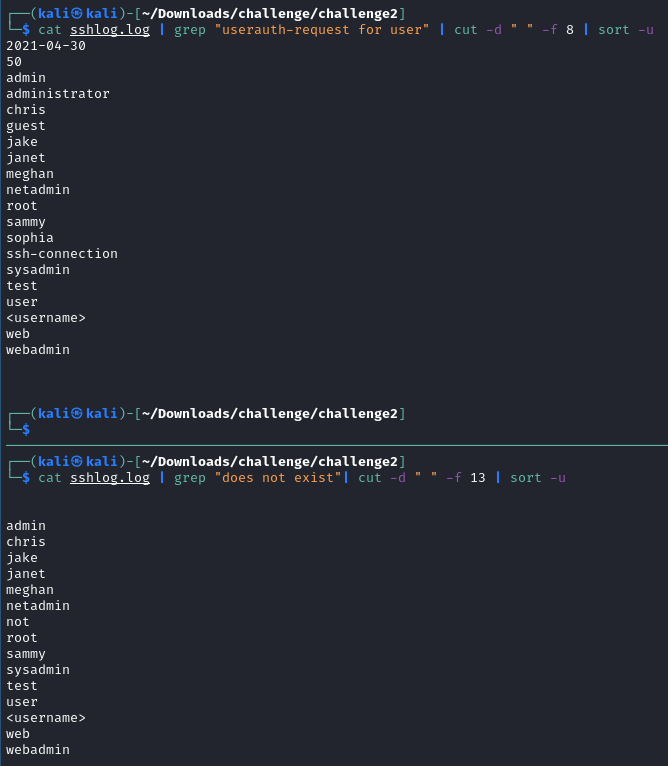 ┌──(kali㉿kali)-[~/Downloads/challenge/challenge2]
└─$ cat sshlog.log | grep "userauth-request for user" | cut -d " " -f 8 | sort -u
2021-04-30
50
admin
administrator
chris
guest
jake
janet
meghan
netadmin
root
sammy
sophia
ssh-connection
sysadmin
test
user
<username>
web
webadmin
┌──(kali㉿kali)-[~/Downloads/challenge/challenge2]
└─$
┌──(kali㉿kali)-[~/Downloads/challenge/challenge2]
└─$ cat sshlog.log | grep "does not exist"| cut -d " " -f 13 | sort -u
admin
chris
jake
janet
meghan
netadmin
not
root
sammy
sysadmin
test
user
<username>
web
webadmin